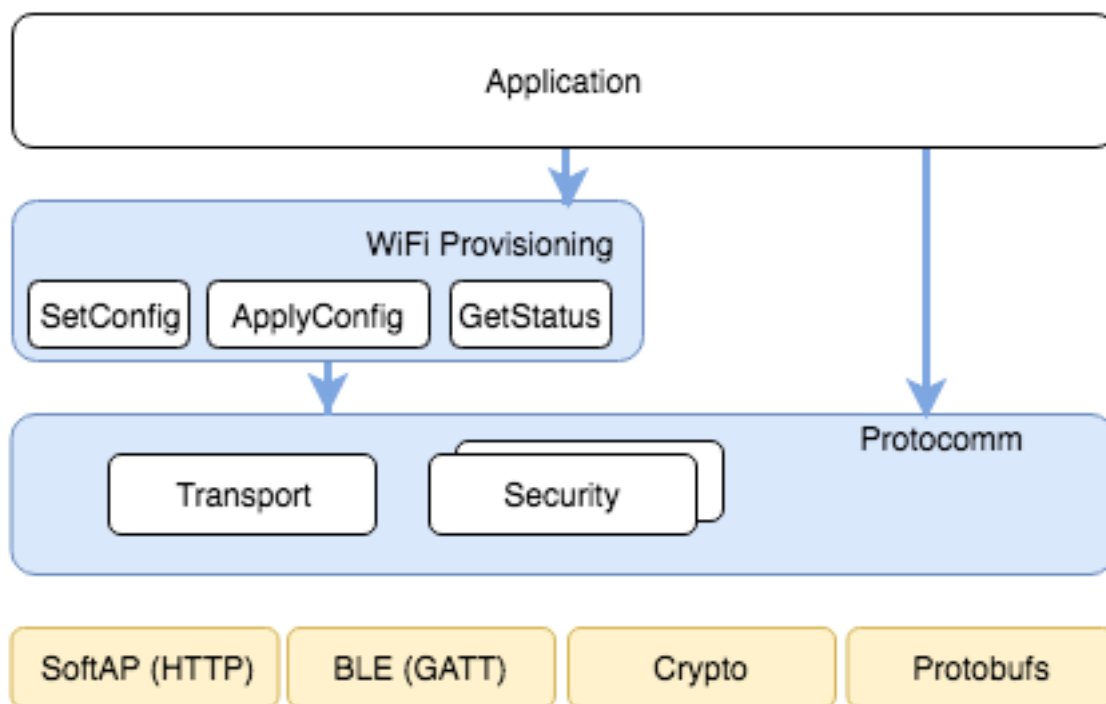 Application
WiFi Provisioning
SetConfig
ApplyConfig
GetStatus
Protocomm
Transport
Security
SoftAP (HTTP)
BLE (GATT)
Crypto
Protobufs